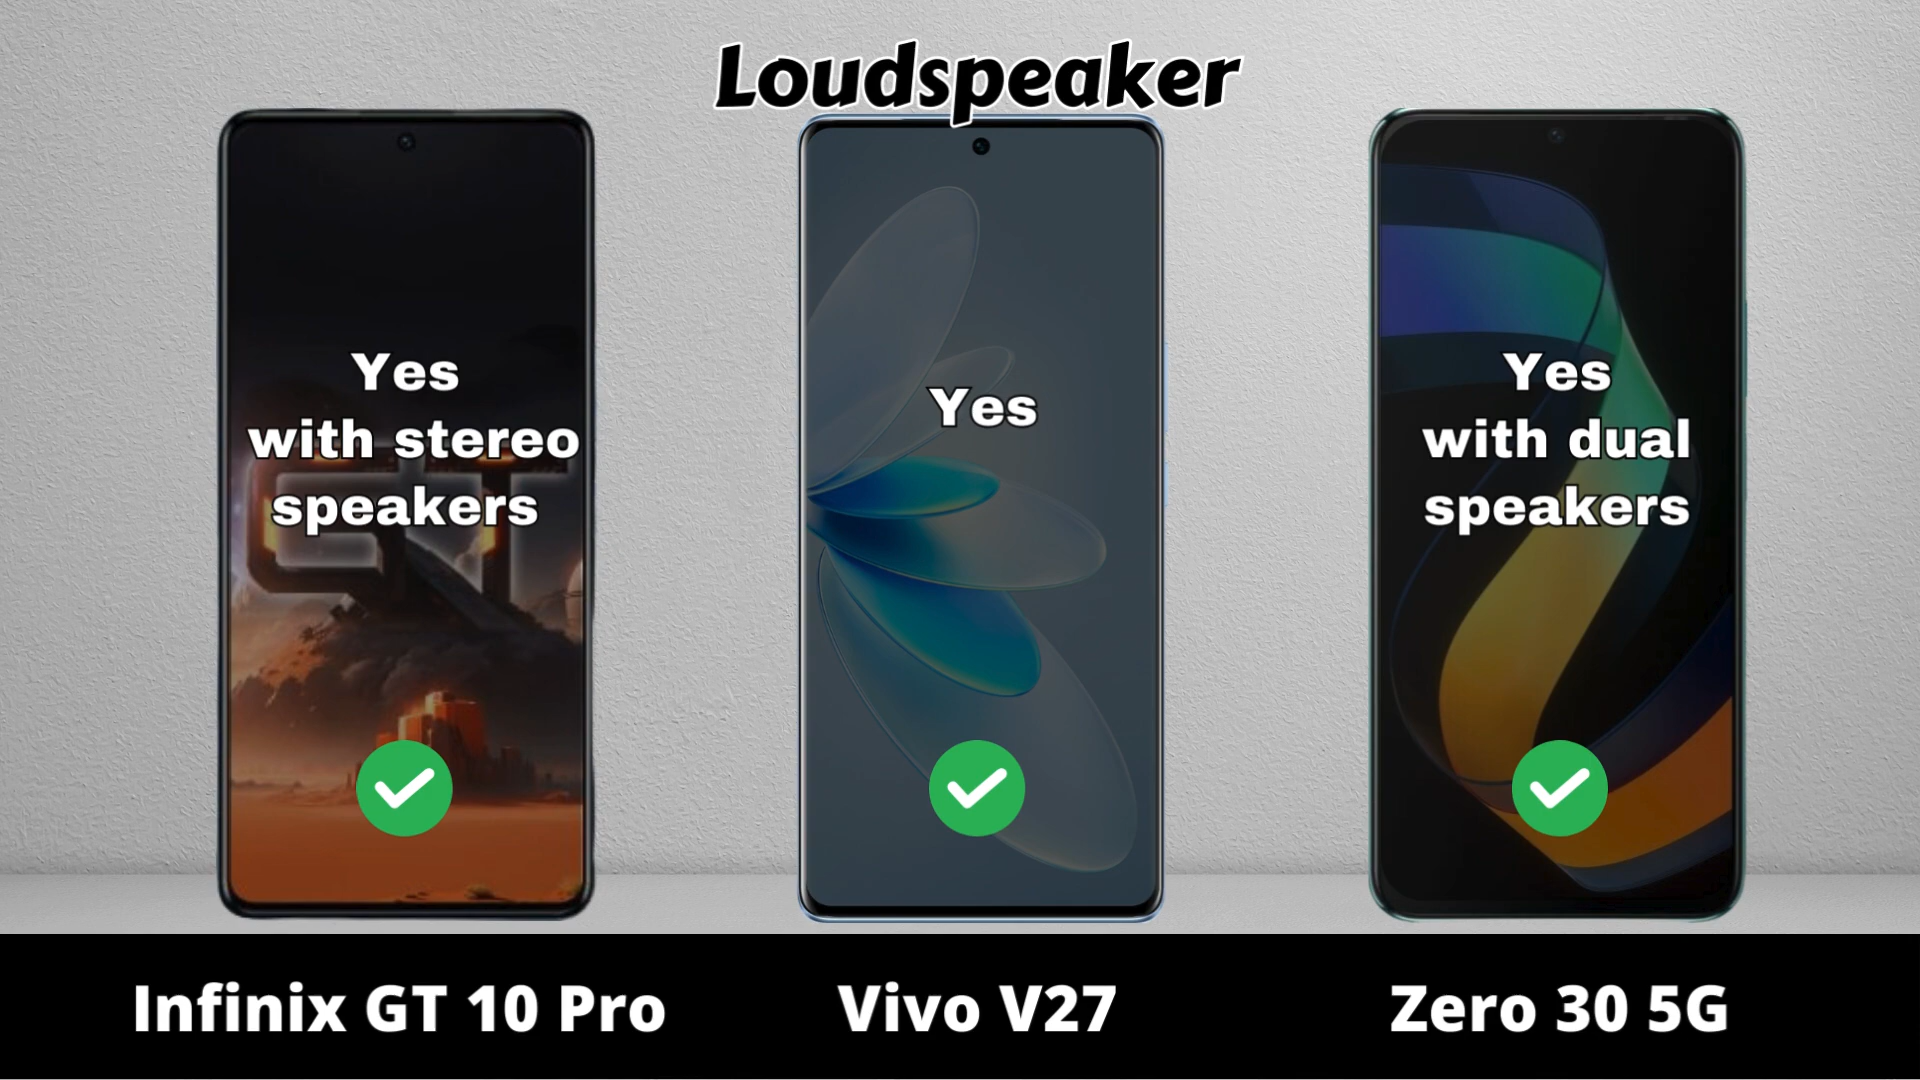 Loudspeaker
Yes
with stereo
speakers
Yes
Yes
with dual
speakers
GT
Infinix GT 10 Pro
Vivo V27
Zero 30 5G